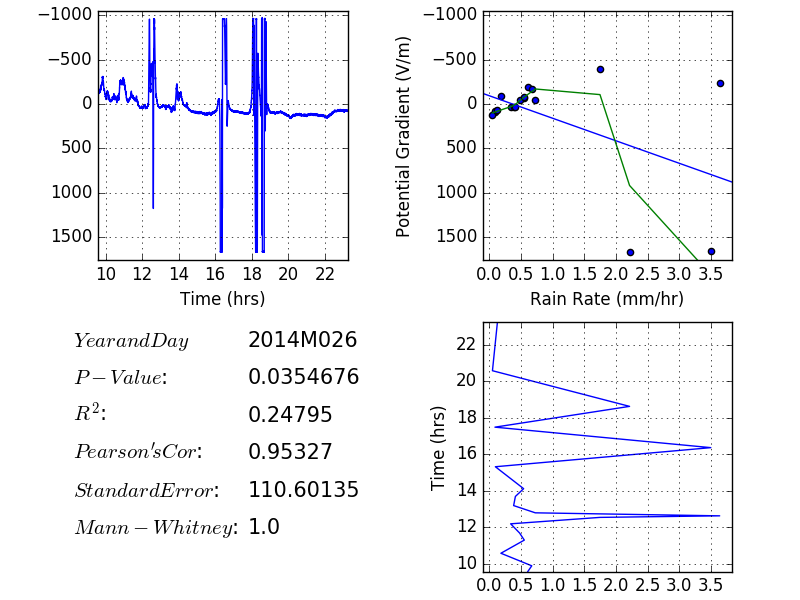 −1000
−500
0
500
1000
1500
10 12 14 16 18 20 22
Time (hrs)
Potential Gradient (V/m)
−1000
−500
0
500
1000
1500
0.0 0.5 1.0 1.5 2.0 2.5 3.0 3.5
Rain Rate (mm/hr)
YearandDay 2014M026
P−Value: 0.0354676
R²: 0.24795
Pearson'sCor: 0.95327
StandardError: 110.60135
Mann−Whitney: 1.0
Time (hrs)
22
20
18
16
14
12
10
0.0 0.5 1.0 1.5 2.0 2.5 3.0 3.5